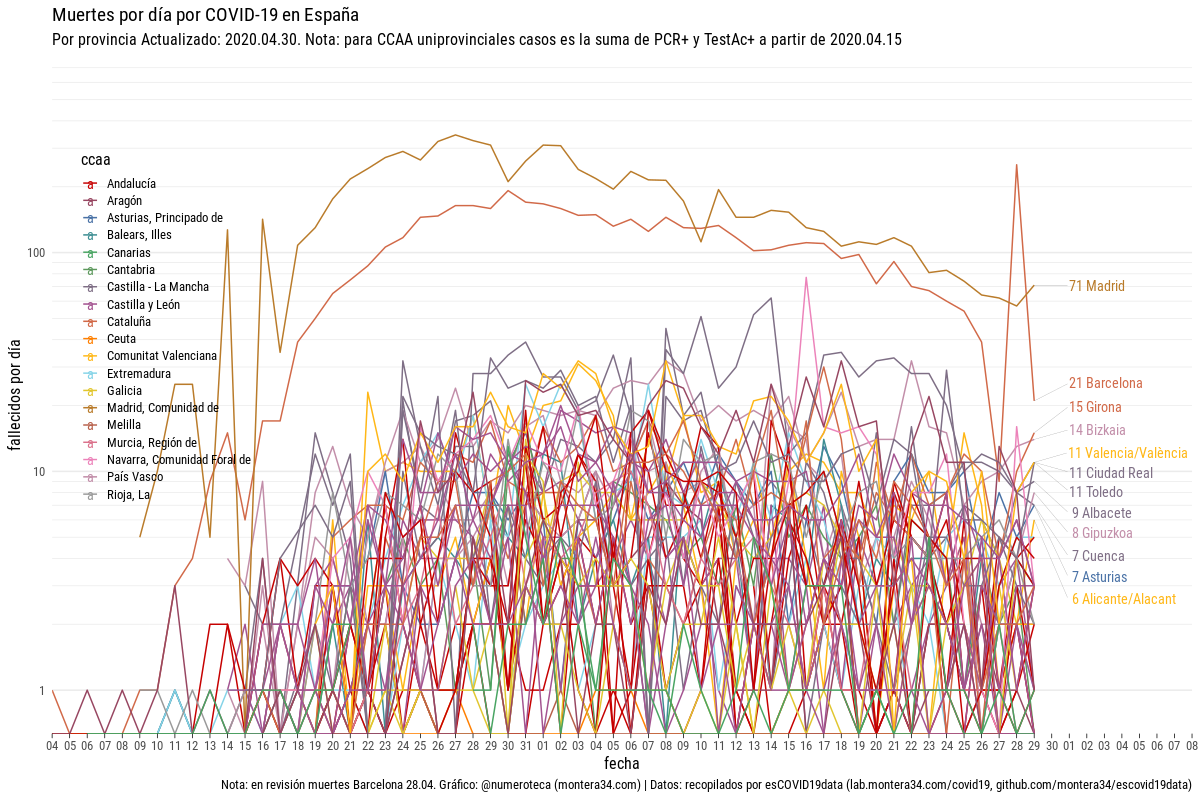 Muertes por día por COVID-19 en España
Por provincia Actualizado: 2020.04.30. Nota: para CCAA uniprovinciales casos es la suma de PCR+ y TestAc+ a partir de 2020.04.15
fallecidos por día
100
10
1
ccaa
Andalucía
Aragón
Asturias, Principado de
Balears, Illes
Canarias
Cantabria
Castilla - La Mancha
Castilla y León
Cataluña
Ceuta
Comunitat Valenciana
Extremadura
Galicia
Madrid, Comunidad de
Melilla
Murcia, Región de
Navarra, Comunidad Foral de
País Vasco
Rioja, La
71 Madrid
21 Barcelona
15 Girona
14 Bizkaia
11 Valencia/València
11 Ciudad Real
11 Toledo
9 Albacete
8 Gipuzkoa
7 Cuenca
7 Asturias
6 Alicante/Alacant
04 05 06 07 08 09 10 11 12 13 14 15 16 17 18 19 20 21 22 23 24 25 26 27 28 29 30 31 01 02 03 04 05 06 07 08 09 10 11 12 13 14 15 16 17 18 19 20 21 22 23 24 25 26 27 28 29 30 01 02 03 04 05 06 07 08
fecha
Nota: en revisión muertes Barcelona 28.04. Gráfico: @numeroteca (montera34.com) | Datos: recopilados por esCOVID19data (lab.montera34.com/covid19, github.com/montera34/escovid19data)